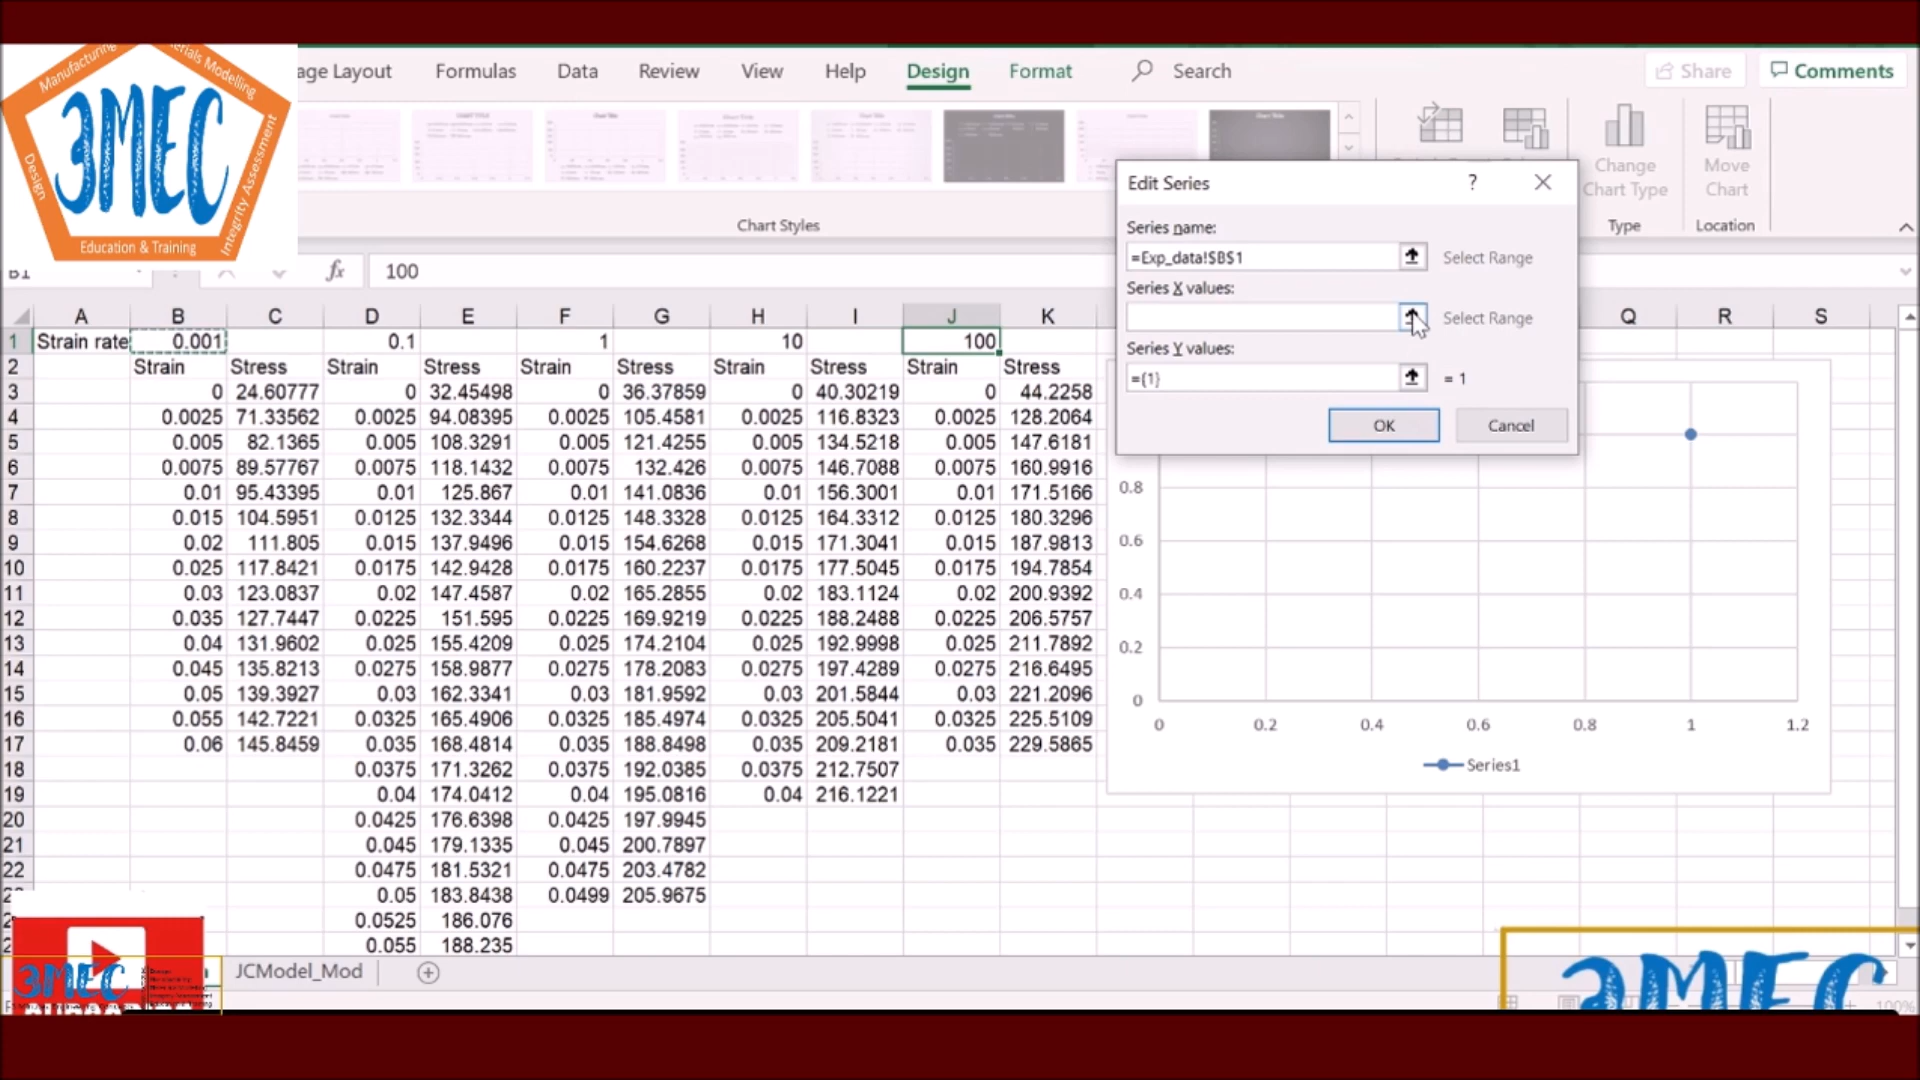 Manufacturing
Materials Modelling
Design
3MEC
Integrity Assessment
Education & Training
age Layout Formulas Data Review View Help Design Format Search Share Comments
Chart Styles
Change
Chart Type
Type
Move
Chart
Location
Edit Series ?
Series name:
=Exp_data!$B$1 Select Range
Series X values:
Select Range
Series Y values:
={1} = 1
OK Cancel
B1 fx 100
A B C D E F G H I J K Q R S
1 Strain rate 0.001 0.1 1 10 100
2 Strain Stress Strain Stress Strain Stress Strain Stress Strain Stress
3 0 24.60777 0 32.45498 0 36.37859 0 40.30219 0 44.2258
4 0.0025 71.33562 0.0025 94.08395 0.0025 105.4581 0.0025 116.8323 0.0025 128.2064
5 0.005 82.1365 0.005 108.3291 0.005 121.4255 0.005 134.5218 0.005 147.6181
6 0.0075 89.57767 0.0075 118.1432 0.0075 132.426 0.0075 146.7088 0.0075 160.9916
7 0.01 95.43395 0.01 125.867 0.01 141.0836 0.01 156.3001 0.01 171.5166
8 0.015 104.5951 0.0125 132.3344 0.0125 148.3328 0.0125 164.3312 0.0125 180.3296
9 0.02 111.805 0.015 137.9496 0.015 154.6268 0.015 171.3041 0.015 187.9813
10 0.025 117.8421 0.0175 142.9428 0.0175 160.2237 0.0175 177.5045 0.0175 194.7854
11 0.03 123.0837 0.02 147.4587 0.02 165.2855 0.02 183.1124 0.02 200.9392
12 0.035 127.7447 0.0225 151.595 0.0225 169.9219 0.0225 188.2488 0.0225 206.5757
13 0.04 131.9602 0.025 155.4209 0.025 174.2104 0.025 192.9998 0.025 211.7892
14 0.045 135.8213 0.0275 158.9877 0.0275 178.2083 0.0275 197.4289 0.0275 216.6495
15 0.05 139.3927 0.03 162.3341 0.03 181.9592 0.03 201.5844 0.03 221.2096
16 0.055 142.7221 0.0325 165.4906 0.0325 185.4974 0.0325 205.5041 0.0325 225.5109
17 0.06 145.8459 0.035 168.4814 0.035 188.8498 0.035 209.2181 0.035 229.5865
18 0.0375 171.3262 0.0375 192.0385 0.0375 212.7507
19 0.04 174.0412 0.04 195.0816 0.04 216.1221
20 0.0425 176.6398 0.0425 197.9945
21 0.045 179.1335 0.045 200.7897
22 0.0475 181.5321 0.0475 203.4782
0.05 183.8438 0.0499 205.9675
0.0525 186.076
0.055 188.235
0.8
0.6
0.4
0.2
0
0 0.2 0.4 0.6 0.8 1 1.2
Series1
3MEC
JCModel_Mod
3MEC
100%